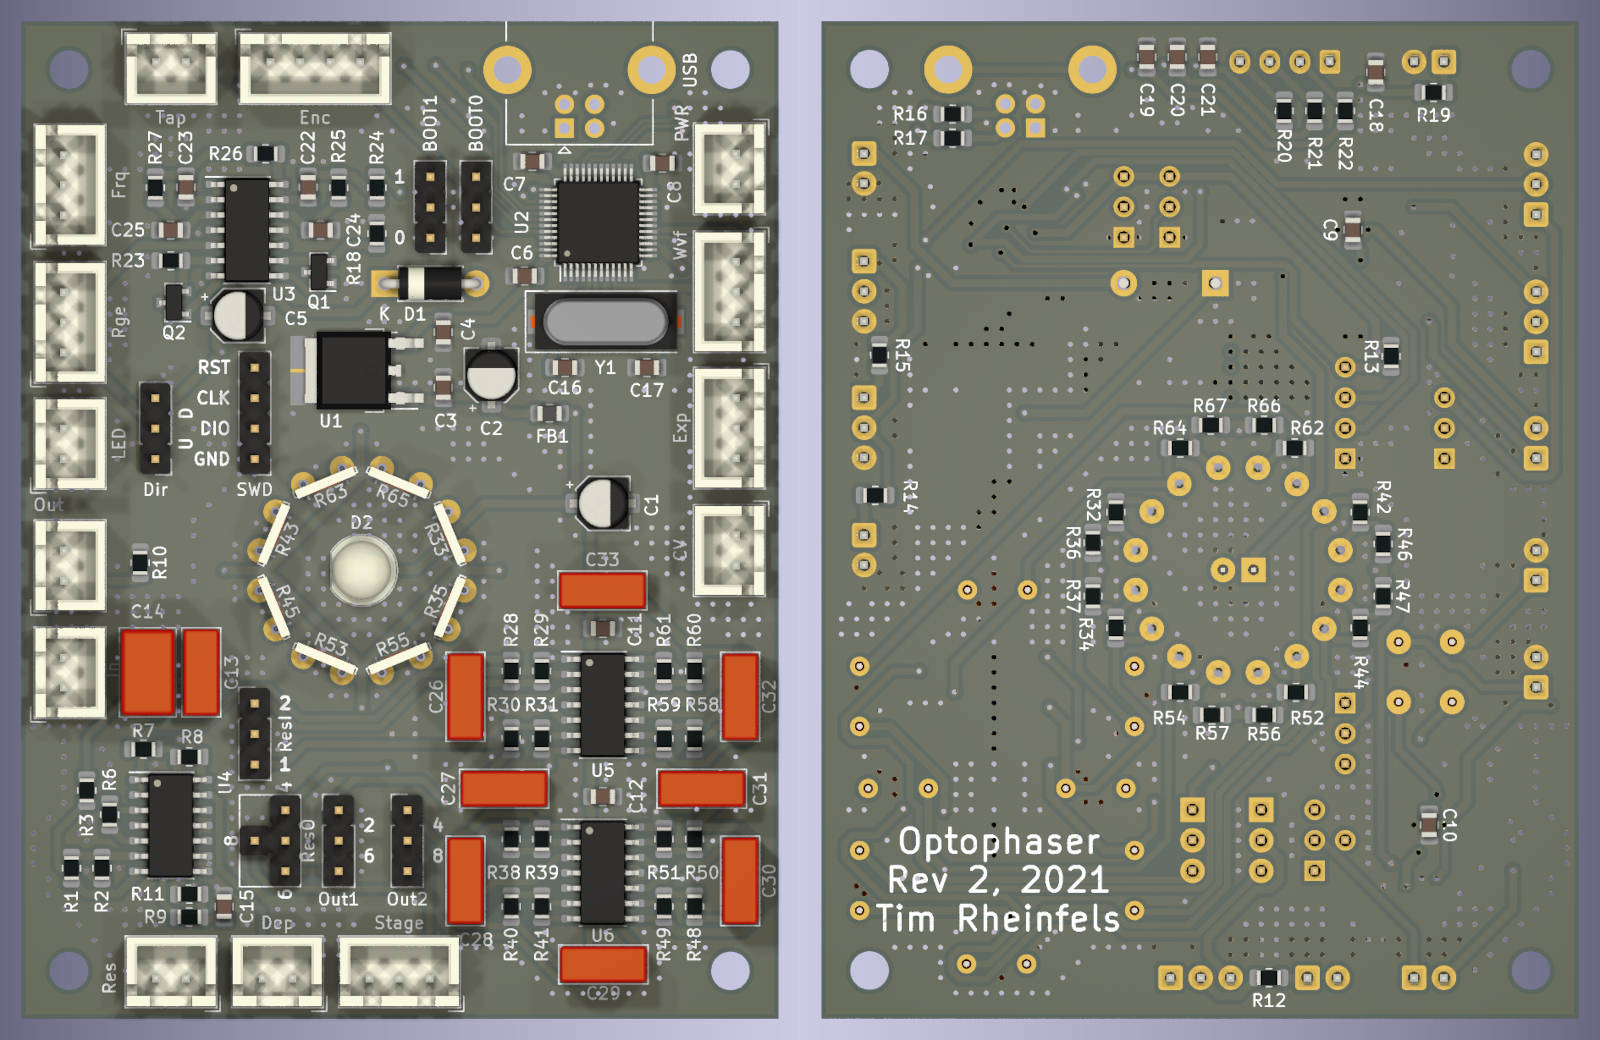 USB
Tap
Enc
BOOT1
BOOT0
PWR
R27
C23
R26
C22
R25
R24
1
C7
C8
Frq
C25
R18
C24
0
U2
Wvf
R23
C6
U3
Q1
Q2
C5
K
D1
Rge
C4
RST
CLK
DIO
GND
U1
C3
C2
C16
Y1
C17
FB1
Exp
LED
U
D
Dir
SWD
Out
R63
R65
C1
R43
D2
R33
CV
R10
C33
C14
R45
R35
R28
R29
C11
R61
R60
R53
R55
In
C13
C26
R30
R31
R59
R58
C32
R7
R8
2
ResI
1
U5
R6
R3
U4
4
C27
C12
C31
8
ResO
2
6
4
8
R38
R39
R51
R50
C30
R1
R2
R11
R9
C15
6
Out1
Out2
U6
Dep
Stage
C28
R40
R41
R49
R48
Res
C29
C19
C20
C21
C18
R19
R16
R17
R20
R21
R22
C9
R15
R13
R67
R66
R64
R62
R14
R32
R42
R36
R46
R37
R47
R34
R44
R54
R52
R57
R56
C10
Optophaser
Rev 2, 2021
Tim Rheinfels
R12